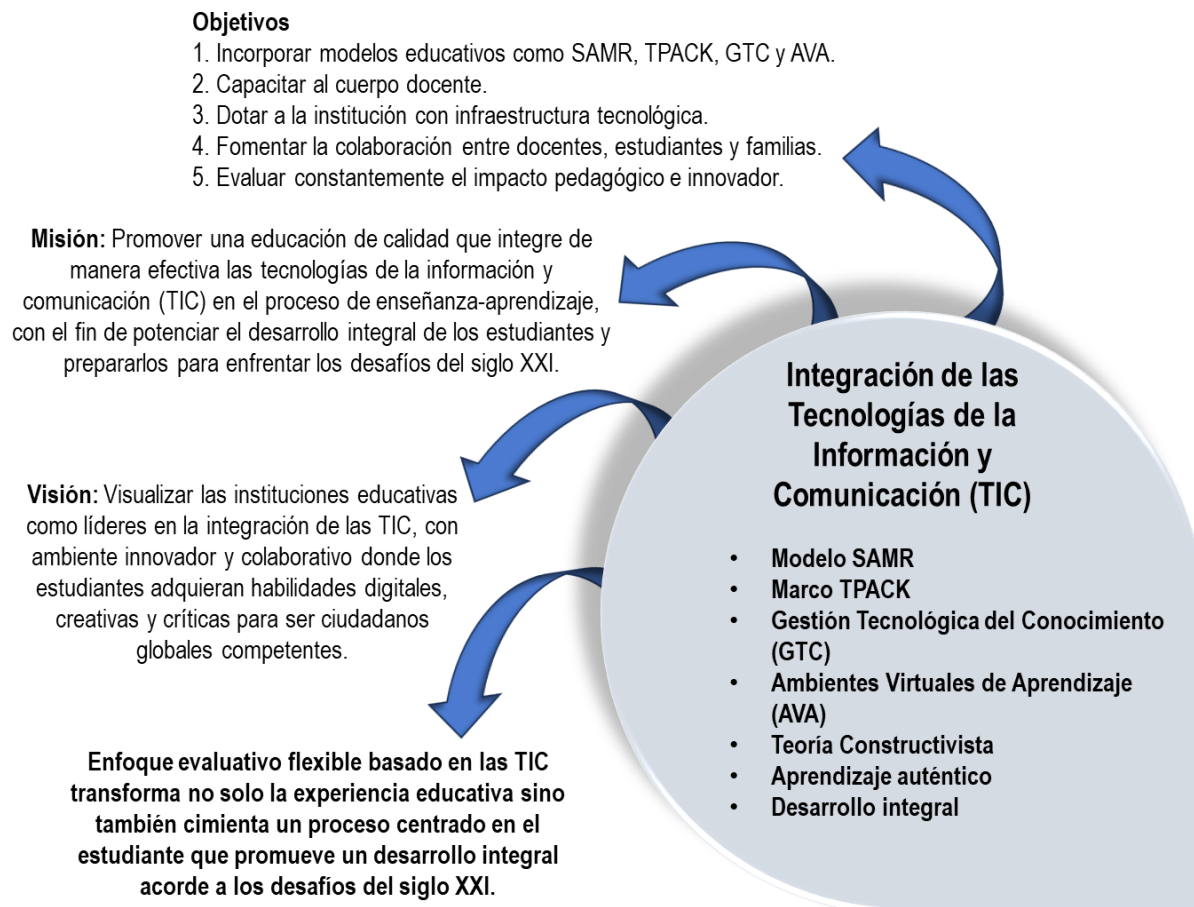 Objetivos
1. Incorporar modelos educativos como SAMR, TPACK, GTC y AVA.
2. Capacitar al cuerpo docente.
3. Dotar a la institución con infraestructura tecnológica.
4. Fomentar la colaboración entre docentes, estudiantes y familias.
5. Evaluar constantemente el impacto pedagógico e innovador.
Misión: Promover una educación de calidad que integre de
manera efectiva las tecnologías de la información y
comunicación (TIC) en el proceso de enseñanza-aprendizaje,
con el fin de potenciar el desarrollo integral de los estudiantes y
prepararlos para enfrentar los desafíos del siglo XXI.
Visión: Visualizar las instituciones educativas
como líderes en la integración de las TIC, con
ambiente innovador y colaborativo donde los
estudiantes adquieran habilidades digitales,
creativas y críticas para ser ciudadanos
globales competentes.
Enfoque evaluativo flexible basado en las TIC
transforma no solo la experiencia educativa sino
también cimienta un proceso centrado en el
estudiante que promueve un desarrollo integral
acorde a los desafíos del siglo XXI.
Integración de las
Tecnologías de la
Información y
Comunicación (TIC)
• Modelo SAMR
• Marco TPACK
• Gestión Tecnológica del Conocimiento
(GTC)
• Ambientes Virtuales de Aprendizaje
(AVA)
• Teoría Constructivista
• Aprendizaje auténtico
• Desarrollo integral